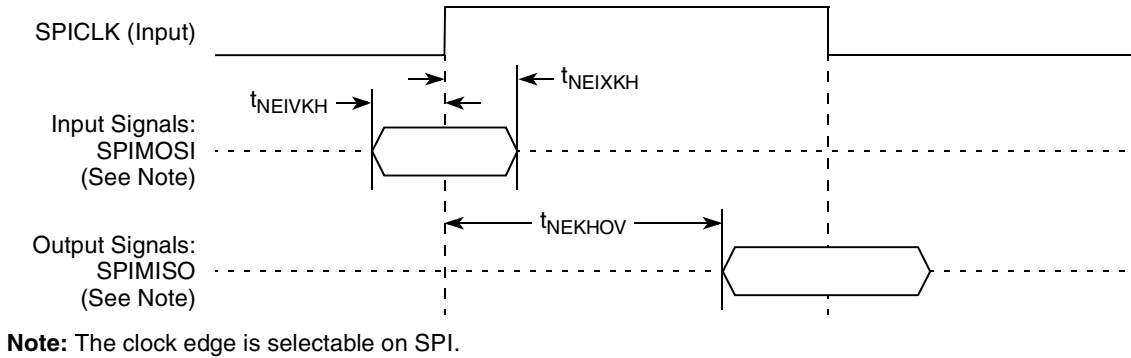 SPICLK (Input)
tNEIXKH
tNEIVKH
Input Signals:
SPIMOSI
(See Note)
tNEKHOV
Output Signals:
SPIMISO
(See Note)
Note: The clock edge is selectable on SPI.